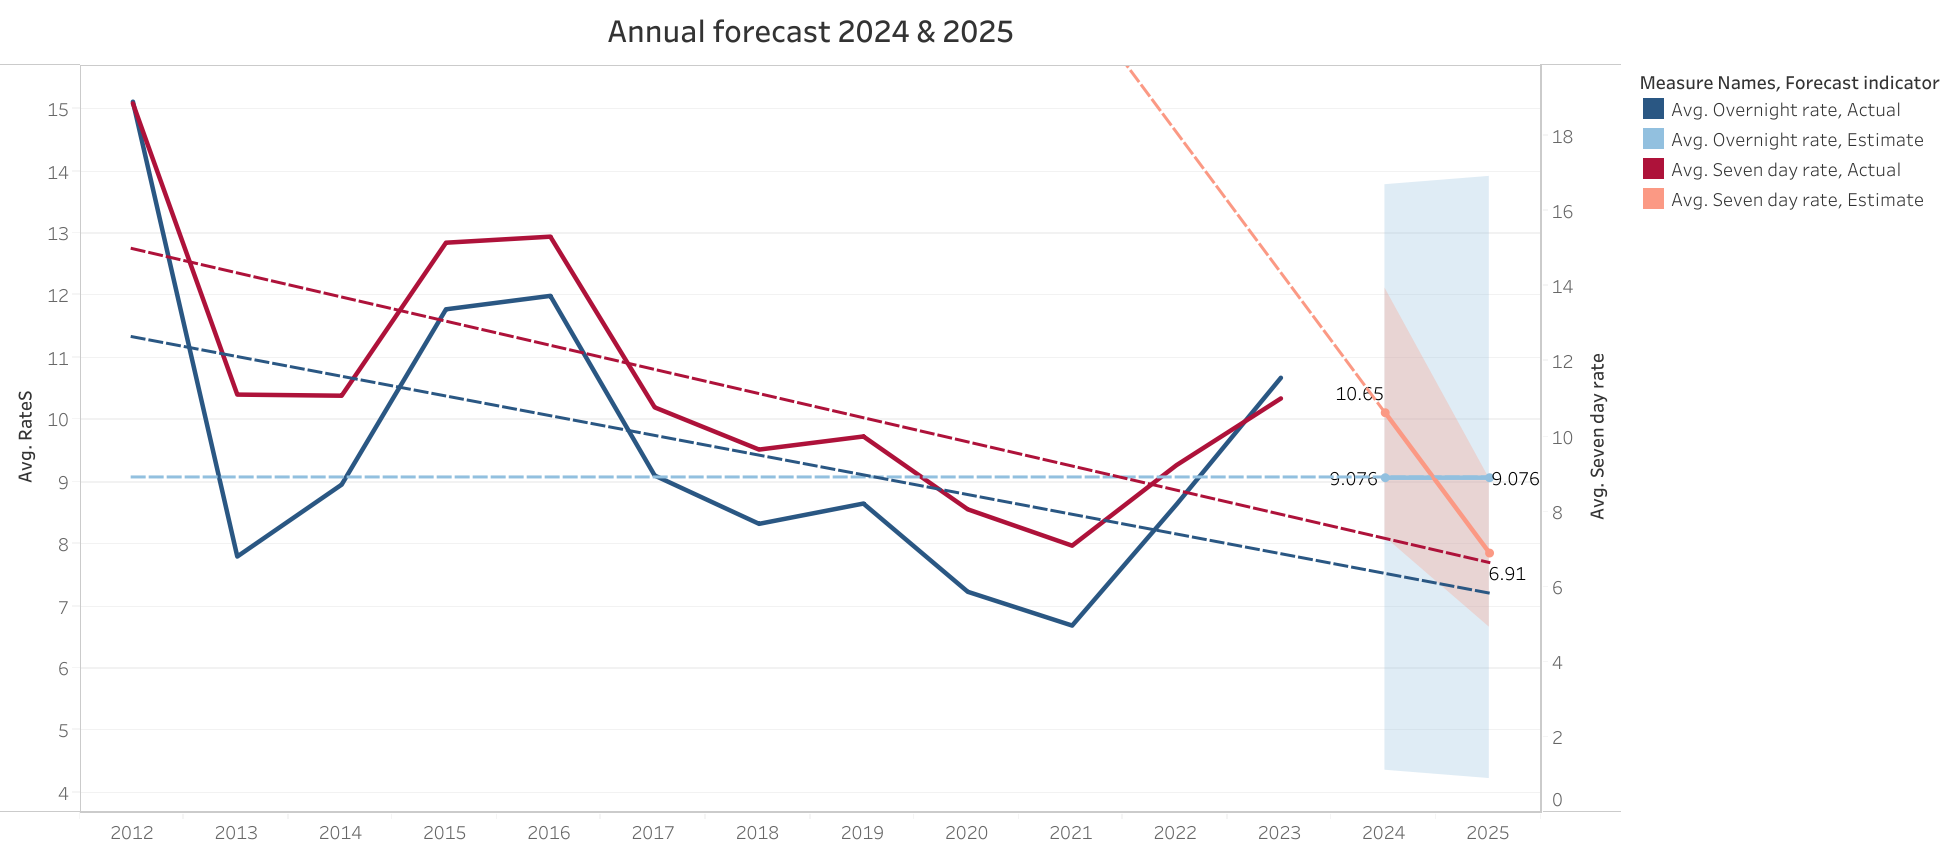 Annual forecast 2024 & 2025
Measure Names, Forecast indicator
Avg. Overnight rate, Actual
Avg. Overnight rate, Estimate
Avg. Seven day rate, Actual
Avg. Seven day rate, Estimate
Avg. RateS
15
14
13
12
11
10
9
8
7
6
5
4
10.65
9.076
9.076
6.91
18
16
14
12
10
8
6
4
2
0
Avg. Seven day rate
2012 2013 2014 2015 2016 2017 2018 2019 2020 2021 2022 2023 2024 2025